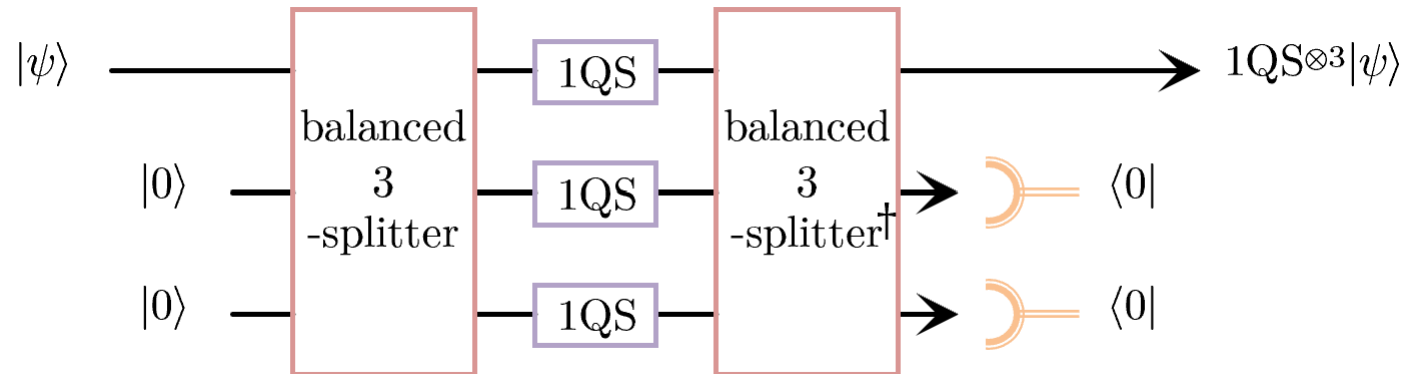 |ψ⟩
balanced
3
-splitter
1QS
balanced
3
-splitter†
1QS⊗3|ψ⟩
|0⟩
1QS
⟨0|
|0⟩
1QS
⟨0|